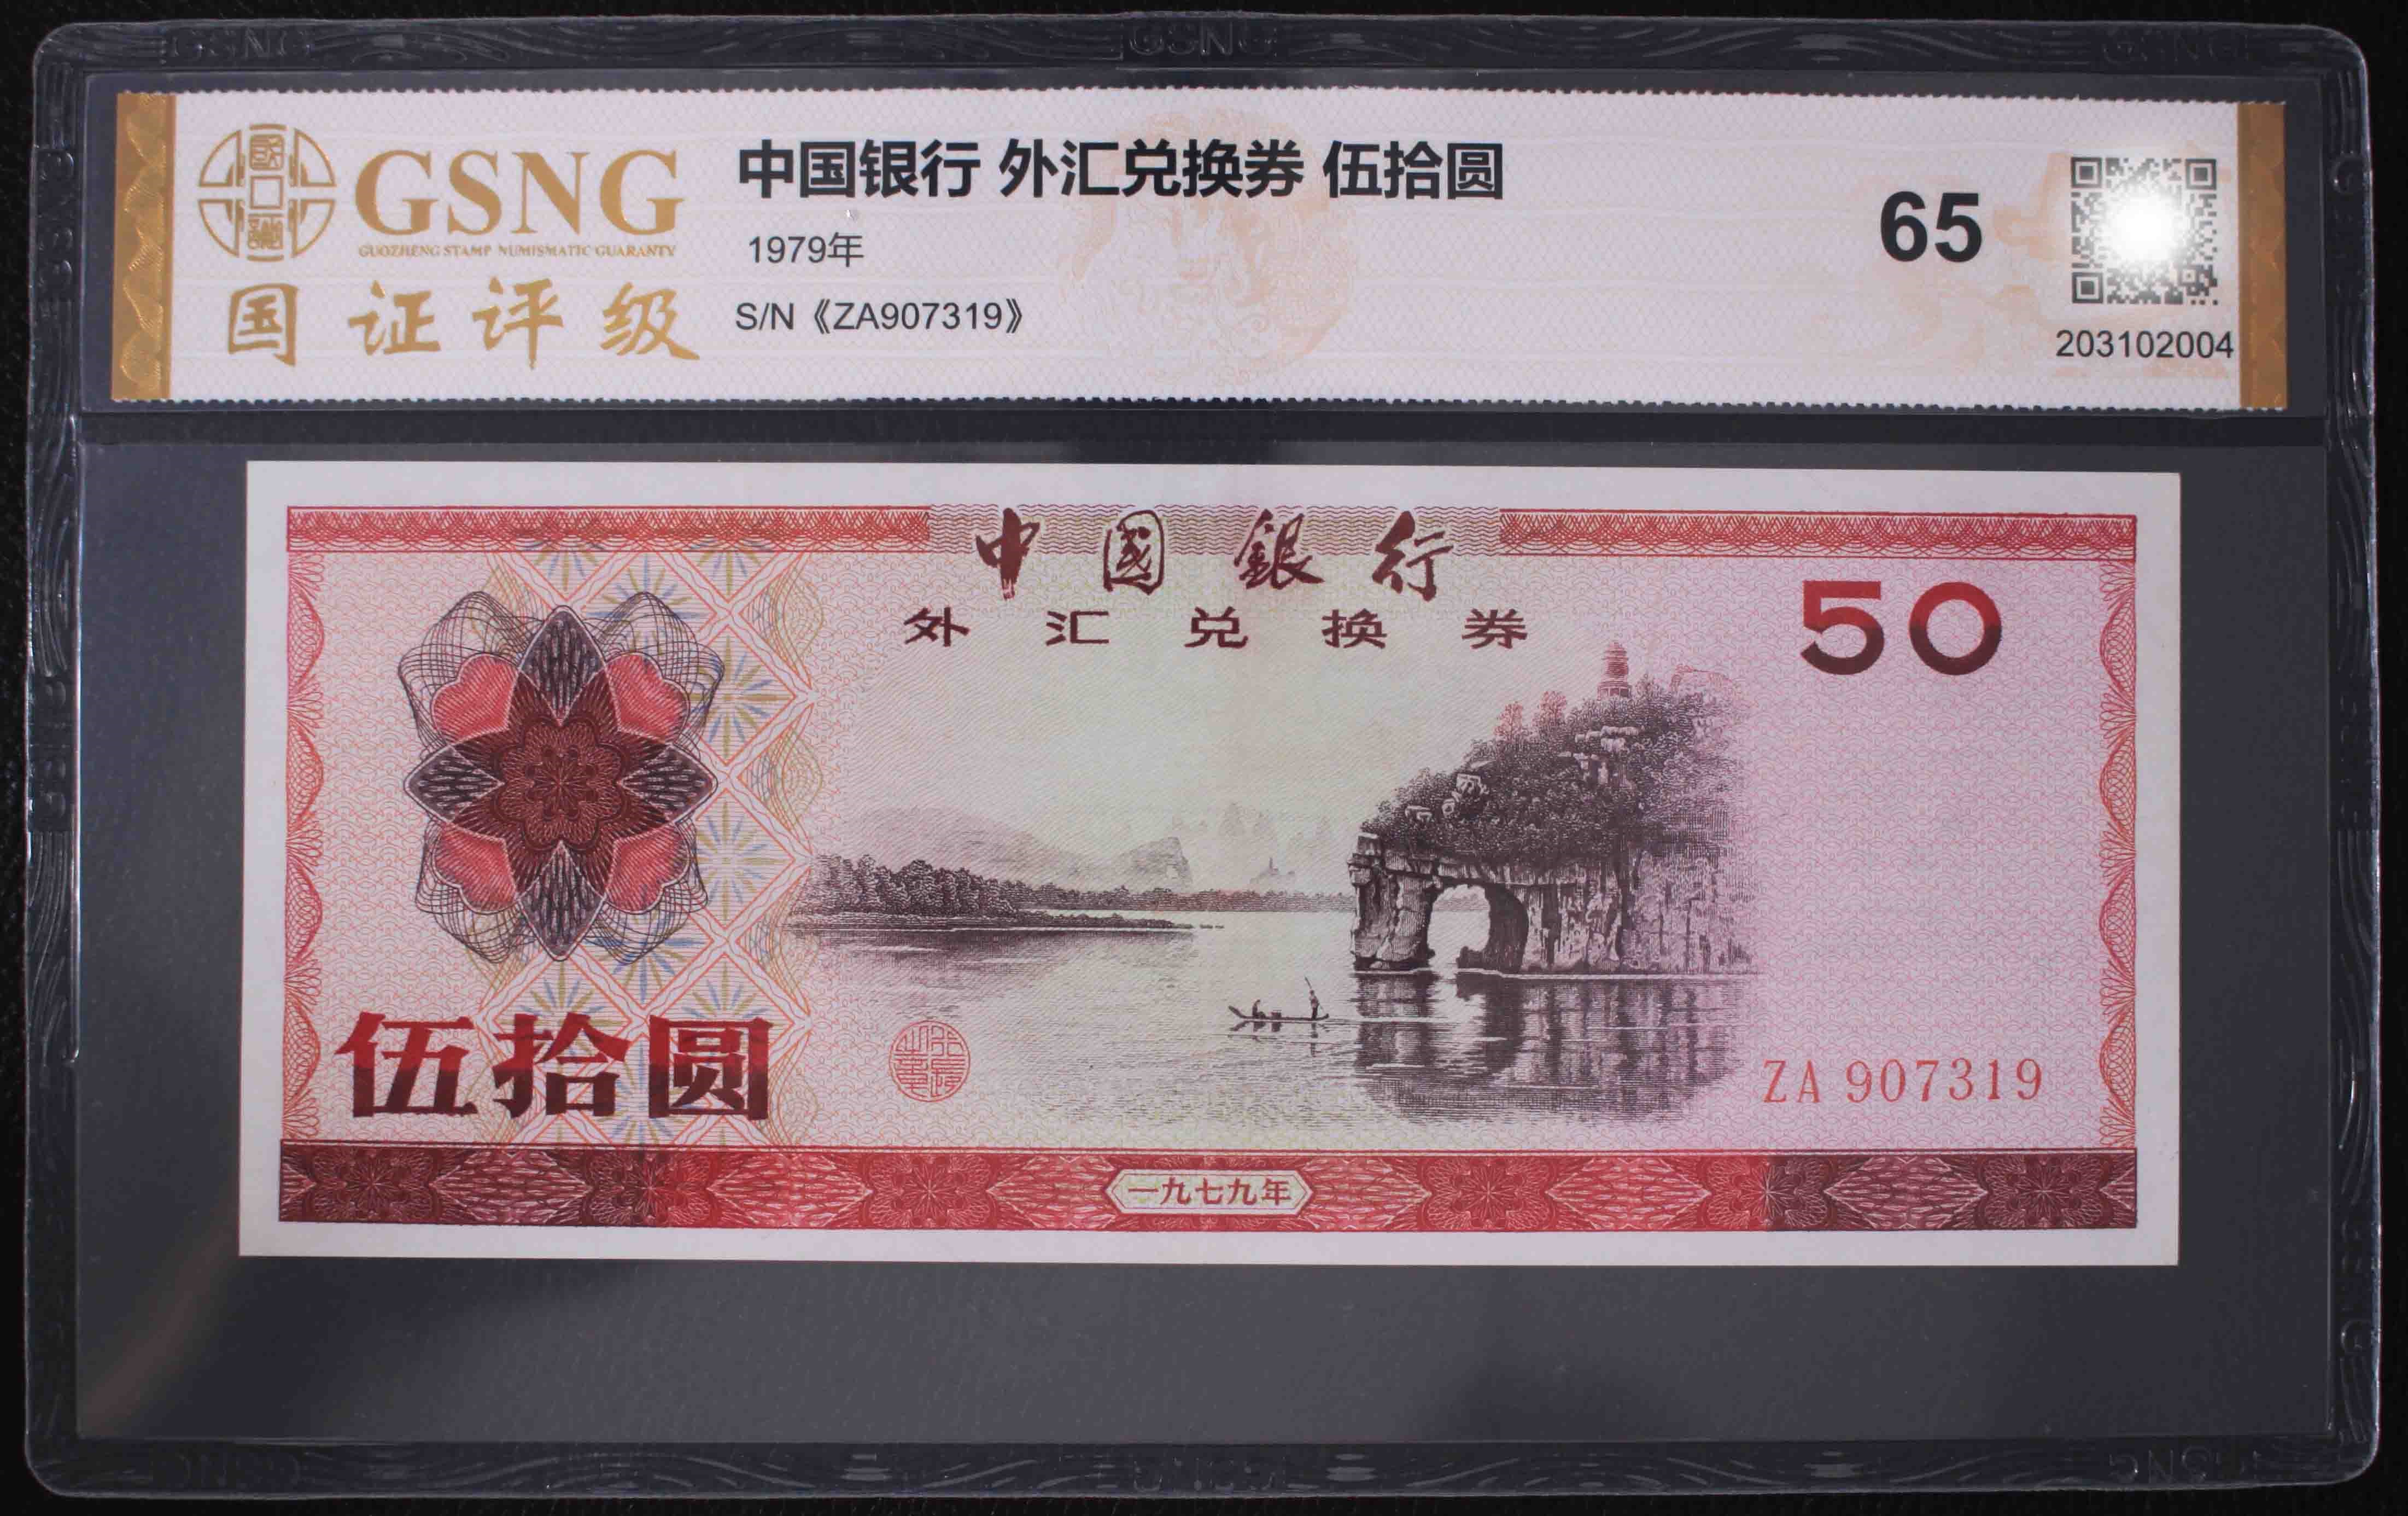 GSNG
GUOZHENG STAMP NUMISMATIC GUARANTY
国证评级
中国银行 外汇兑换券 伍拾圆
1979年
S/N《ZA907319》
65
203102004
中國銀行
外汇兑换券
50
伍拾圆
ZA 907319
一九七九年